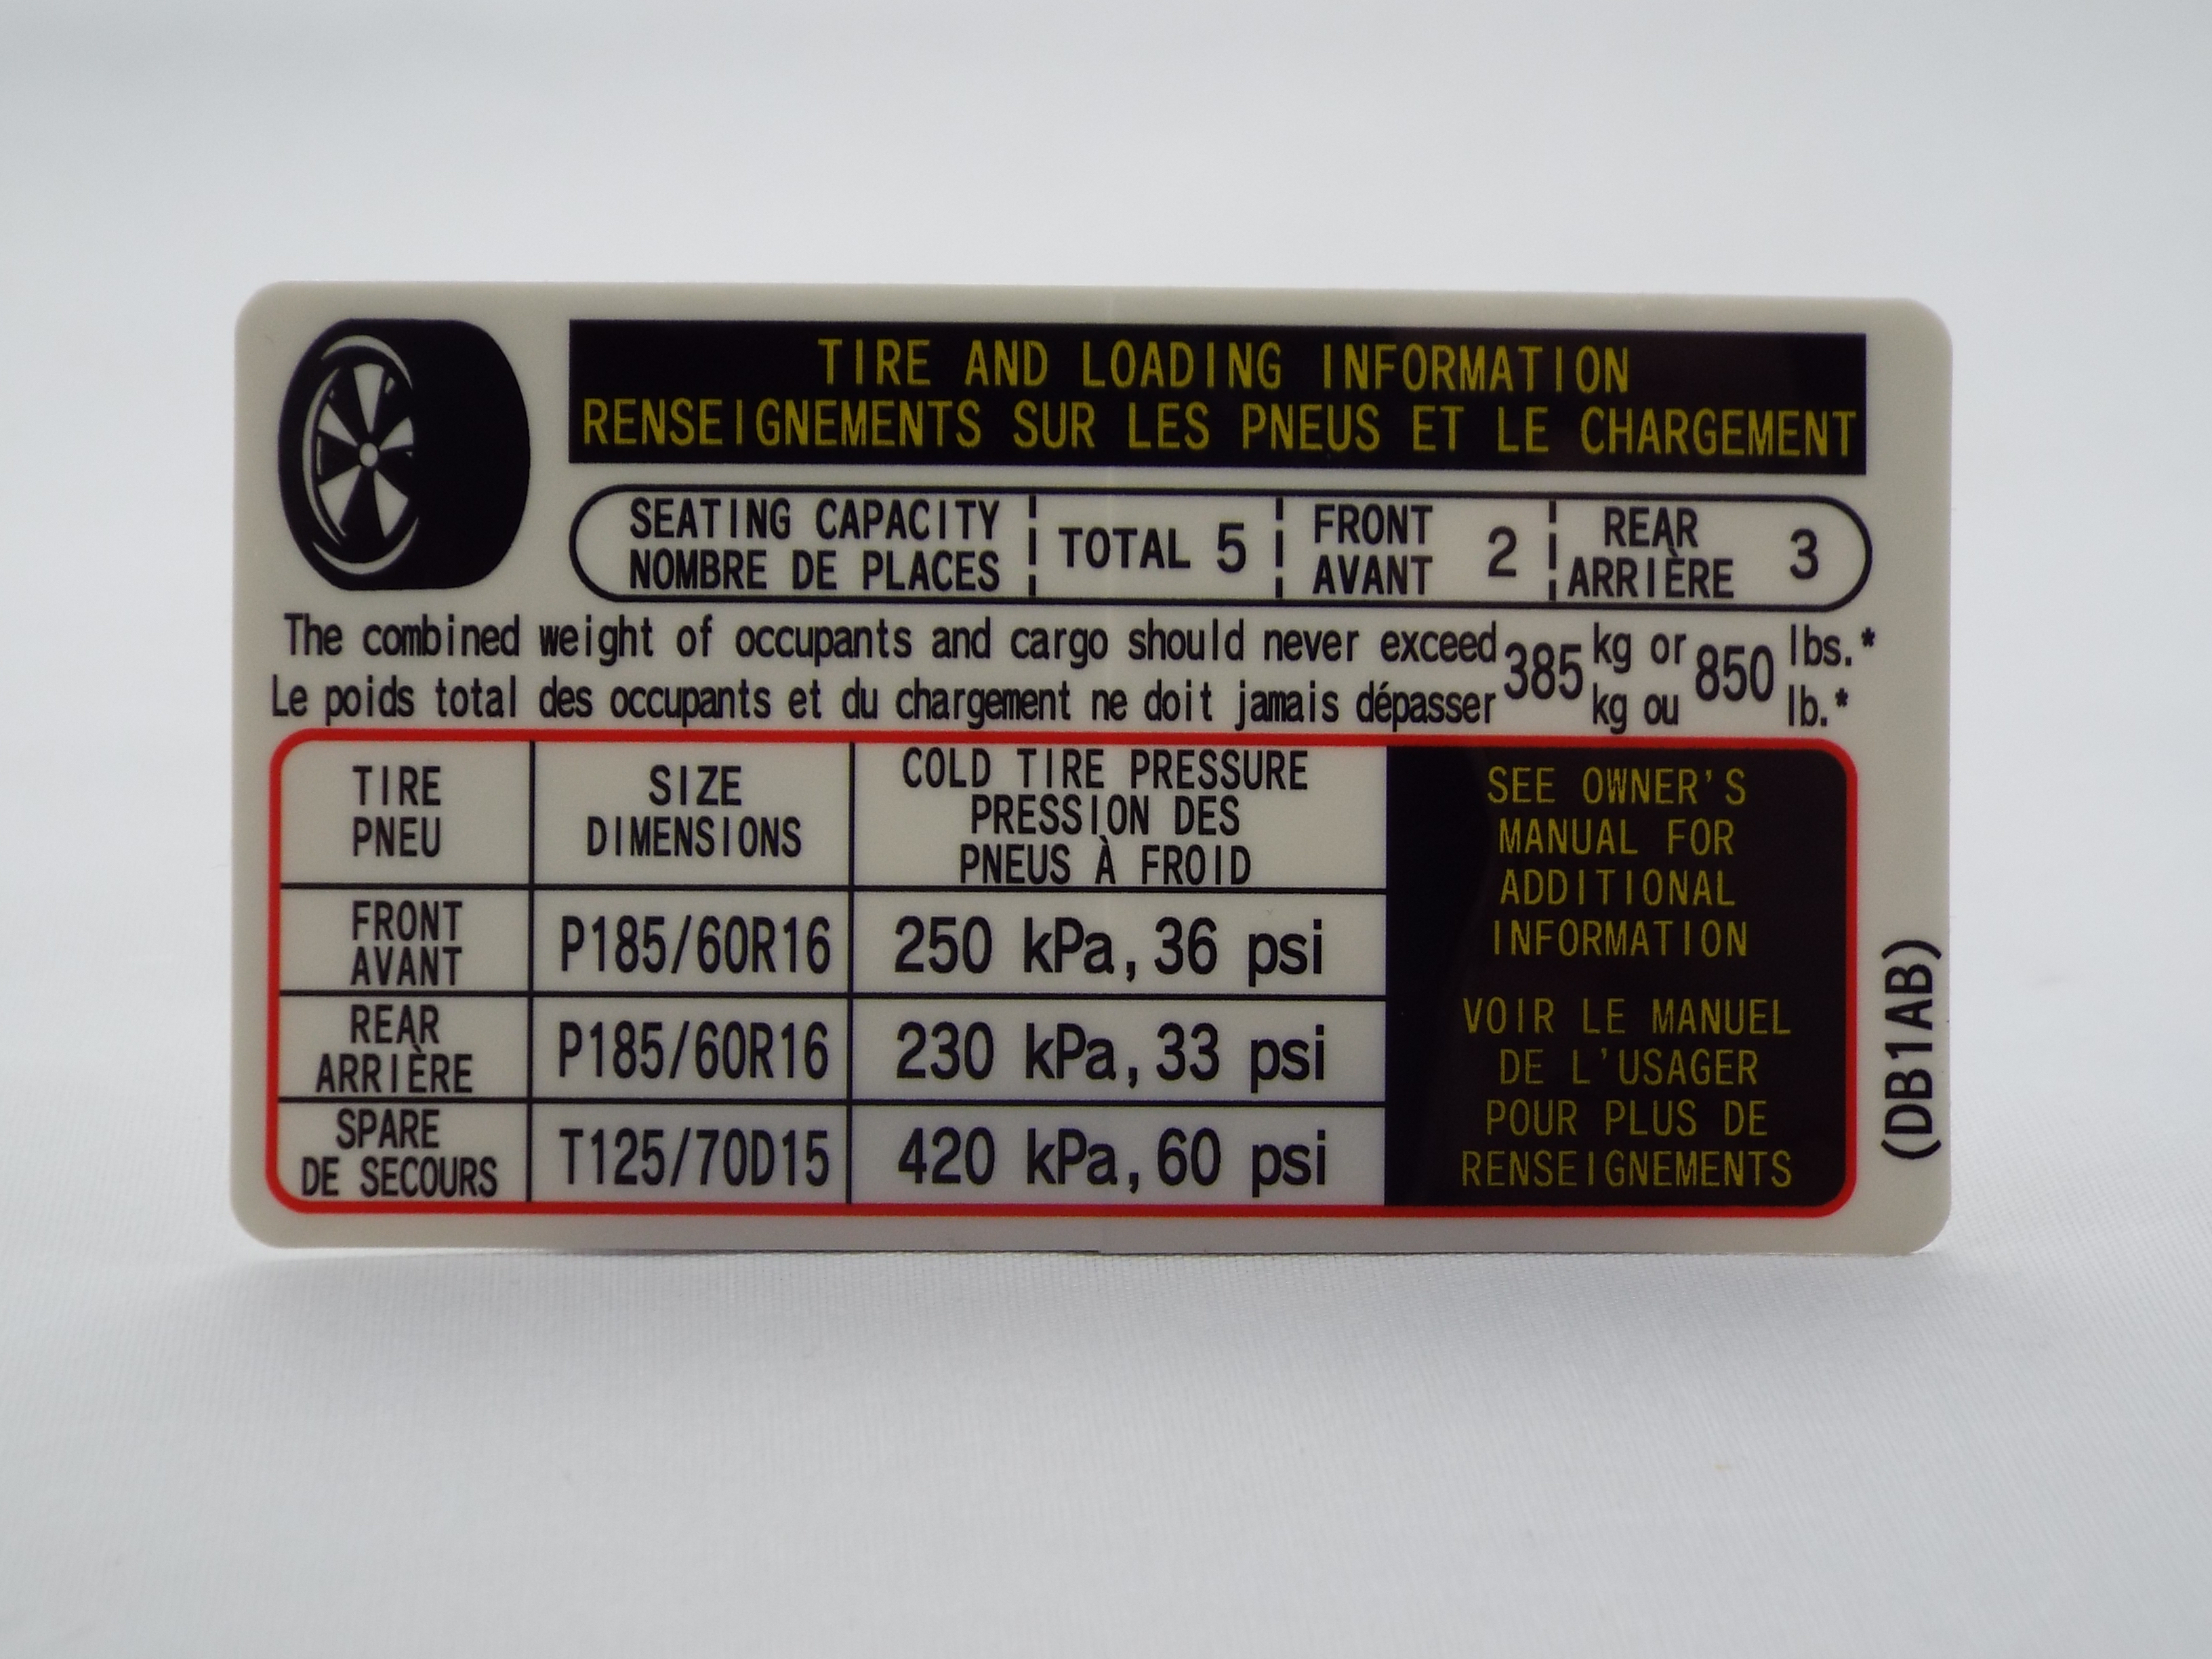 TIRE AND LOADING INFORMATION
RENSEIGNEMENTS SUR LES PNEUS ET LE CHARGEMENT
SEATING CAPACITY
NOMBRE DE PLACES
TOTAL 5
FRONT
AVANT
2
REAR
ARRIÈRE
3
The combined weight of occupants and cargo should never exceed 385 kg or 850 lbs.*
Le poids total des occupants et du chargement ne doit jamais dépasser 385 kg ou 850 lb.*
TIRE
PNEU
SIZE
DIMENSIONS
COLD TIRE PRESSURE
PRESSION DES
PNEUS À FROID
FRONT
AVANT
P185/60R16
250 kPa, 36 psi
REAR
ARRIÈRE
P185/60R16
230 kPa, 33 psi
SPARE
DE SECOURS
T125/70D15
420 kPa, 60 psi
SEE OWNER'S
MANUAL FOR
ADDITIONAL
INFORMATION
VOIR LE MANUEL
DE L'USAGER
POUR PLUS DE
RENSEIGNEMENTS
(DB1AB)